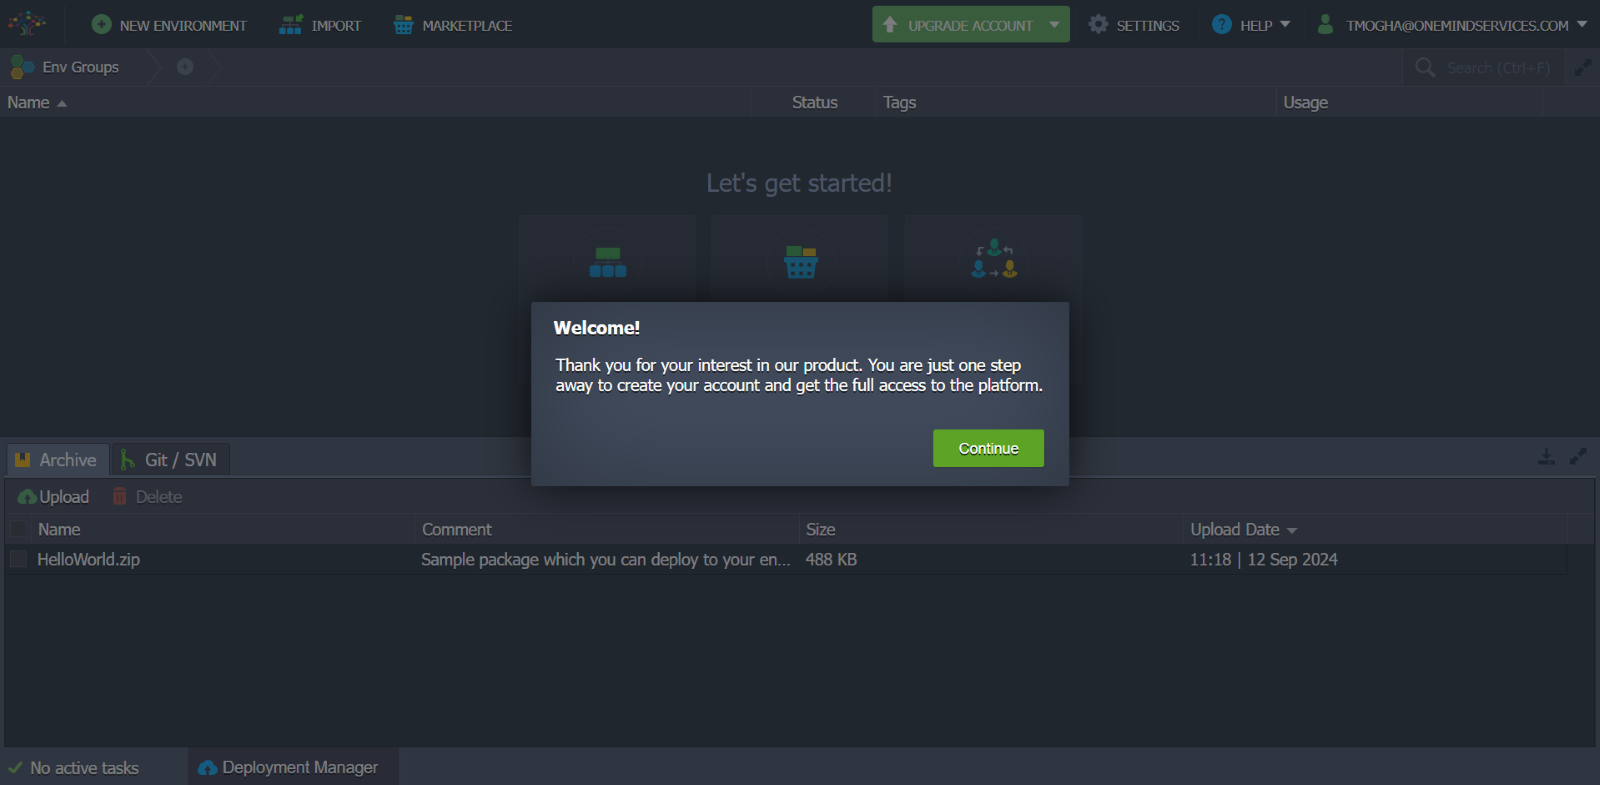 NEW ENVIRONMENT IMPORT MARKETPLACE UPGRADE ACCOUNT SETTINGS ? HELP TMOGHA@ONEMINDSERVICES.COM
Env Groups Search (Ctrl+F)
Name Status Tags Usage
Let's get started!
Welcome!
Thank you for your interest in our product. You are just one step
away to create your account and get the full access to the platform.
Continue
Archive Git / SVN
Upload Delete
Name Comment Size Upload Date
HelloWorld.zip Sample package which you can deploy to your en... 488 KB 11:18 | 12 Sep 2024
No active tasks Deployment Manager